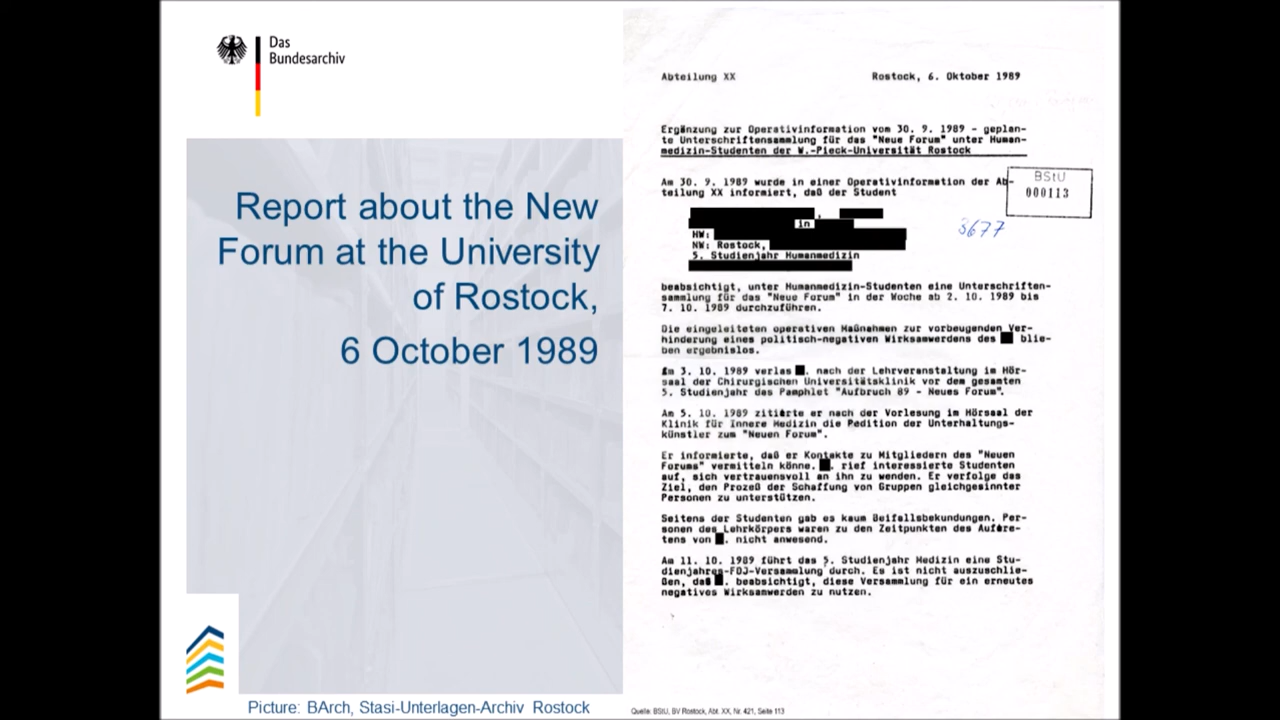 Das
Bundesarchiv
Report about the New
Forum at the University
of Rostock,
6 October 1989
Picture: BArch, Stasi-Unterlagen-Archiv Rostock
Abteilung XX Rostock, 6. Oktober 1989
Ergänzung zur Operativinformation vom 30. 9. 1989 - geplan-
te Unterschriftensammlung für das "Neue Forum" unter Human-
medizin-Studenten der W.-Pieck-Universität Rostock
Am 30. 9. 1989 wurde in einer Operativinformation der Ab-
teilung XX informiert, daß der Student
BStU
000113
3677
in
HW:
NW: Rostock,
5. Studienjahr Humanmedizin
beabsichtigt, unter Humanmedizin-Studenten eine Unterschriften-
sammlung für das "Neue Forum" in der Woche ab 2. 10. 1989 bis
7. 10. 1989 durchzuführen.
Die eingeleiteten operativen Maßnahmen zur vorbeugenden Ver-
hinderung eines politisch-negativen Wirksamwerdens des blie-
ben ergebnislos.
Am 3. 10. 1989 verlas . nach der Lehrveranstaltung im Hör-
saal der Chirurgischen Universitätsklinik vor dem gesamten
5. Studienjahr das Pamphlet "Aufbruch 89 - Neues Forum".
Am 5. 10. 1989 zitierte er nach der Vorlesung im Hörsaal der
Klinik für Innere Medizin die Pedition der Unterhaltungs-
künstler zum "Neuen Forum".
Er informierte, daß er Kontakte zu Mitgliedern des "Neuen
Forums" vermitteln könne. . rief interessierte Studenten
auf, sich vertrauensvoll an ihn zu wenden. Er verfolge das
Ziel, den Prozeß der Schaffung von Gruppen gleichgesinnter
Personen zu unterstützen.
Seitens der Studenten gab es kaum Beifallsbekundungen. Per-
sonen des Lehrkörpers waren zu den Zeitpunkten des Auftre-
tens von . nicht anwesend.
Am 11. 10. 1989 führt das 5. Studienjahr Medizin eine Stu-
dienjahres-FDJ-Versammlung durch. Es ist nicht auszuschlie-
ßen, daß . beabsichtigt, diese Versammlung für ein erneutes
negatives Wirksamwerden zu nutzen.
Quelle: BStU, BV Rostock, Abt. XX, Nr. 421, Seite 113